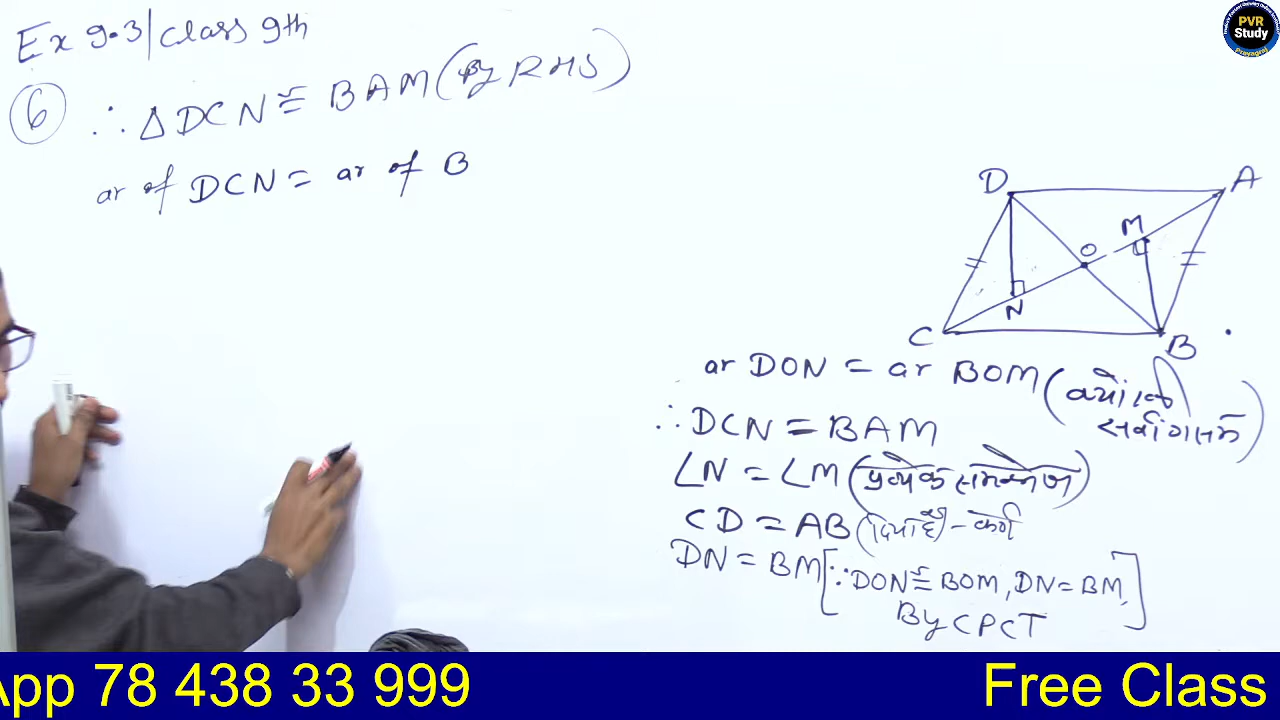 Ex 9.3/class 9th
6 ∴ Δ DCN ≅ BAM (By RHS)
ar of DCN = ar of B
D A
M
O
N
C B
ar DON = ar BOM (क्योंकि
सर्वांगसम)
∴ DCN = BAM
∠N = ∠M (प्रत्येक समकोण)
CD = AB (दिया है) - कर्ण
DN = BM [∵ DON ≅ BOM, DN = BM,
By CPCT]
PVR
Study
Prayagraj
App 78 438 33 999 Free Class